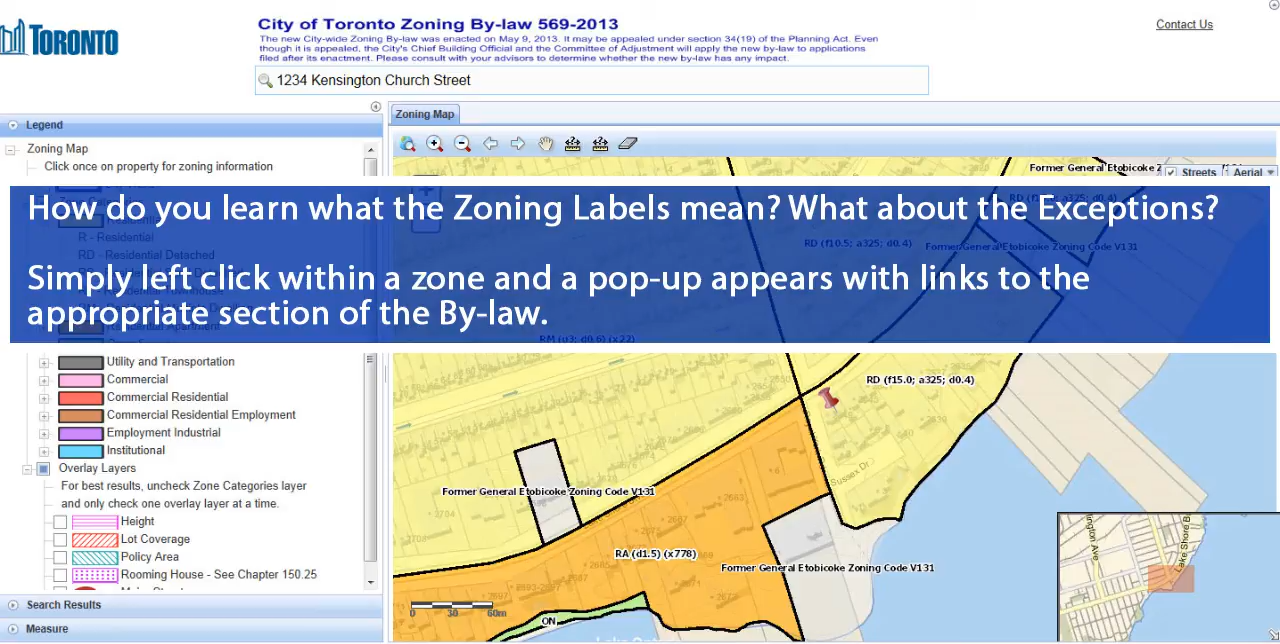 TORONTO
City of Toronto Zoning By-law 569-2013
Contact Us
The new City-wide Zoning By-law was enacted on May 9, 2013. It may be appealed under section 34(19) of the Planning Act. Even
though it is appealed, the City's Chief Building Official and the Committee of Adjustment will apply the new by-law to applications
filed after its enactment. Please consult with your advisors to determine whether the new by-law has any impact.
1234 Kensington Church Street
Legend
Zoning Map
Zoning Map
Click once on property for zoning information
Former General Etobicoke Z
Streets
Aerial
How do you learn what the Zoning Labels mean? What about the Exceptions?
R - Residential
RD - Residential Detached
RD (f10.5; a325; d0.4)
Former General Etobicoke Zoning Code V131
Simply left click within a zone and a pop-up appears with links to the
appropriate section of the By-law.
Residential Apartment
RM (u3; d0.6) (x22)
Utility and Transportation
Commercial
Commercial Residential
Commercial Residential Employment
Employment Industrial
Institutional
Overlay Layers
For best results, uncheck Zone Categories layer
and only check one overlay layer at a time.
Height
Lot Coverage
Policy Area
Rooming House - See Chapter 150.25
Search Results
Measure
RD (f15.0; a325; d0.4)
Sussex Dr
Former General Etobicoke Zoning Code V131
RA (d1.5) (x778)
Former General Etobicoke Zoning Code V131
0 30 60m
ON
ington Ave
Lake Shore B